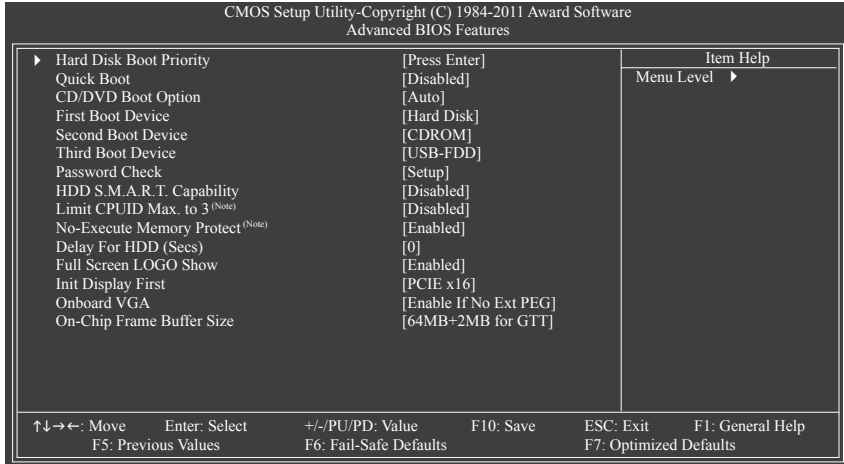 CMOS Setup Utility-Copyright (C) 1984-2011 Award Software
Advanced BIOS Features
▶ Hard Disk Boot Priority [Press Enter] Item Help
Quick Boot [Disabled] Menu Level ▶
CD/DVD Boot Option [Auto]
First Boot Device [Hard Disk]
Second Boot Device [CDROM]
Third Boot Device [USB-FDD]
Password Check [Setup]
HDD S.M.A.R.T. Capability [Disabled]
Limit CPUID Max. to 3 (Note) [Disabled]
No-Execute Memory Protect (Note) [Enabled]
Delay For HDD (Secs) [0]
Full Screen LOGO Show [Enabled]
Init Display First [PCIE x16]
Onboard VGA [Enable If No Ext PEG]
On-Chip Frame Buffer Size [64MB+2MB for GTT]
↑↓→←: Move Enter: Select +/-/PU/PD: Value F10: Save ESC: Exit F1: General Help
F5: Previous Values F6: Fail-Safe Defaults F7: Optimized Defaults